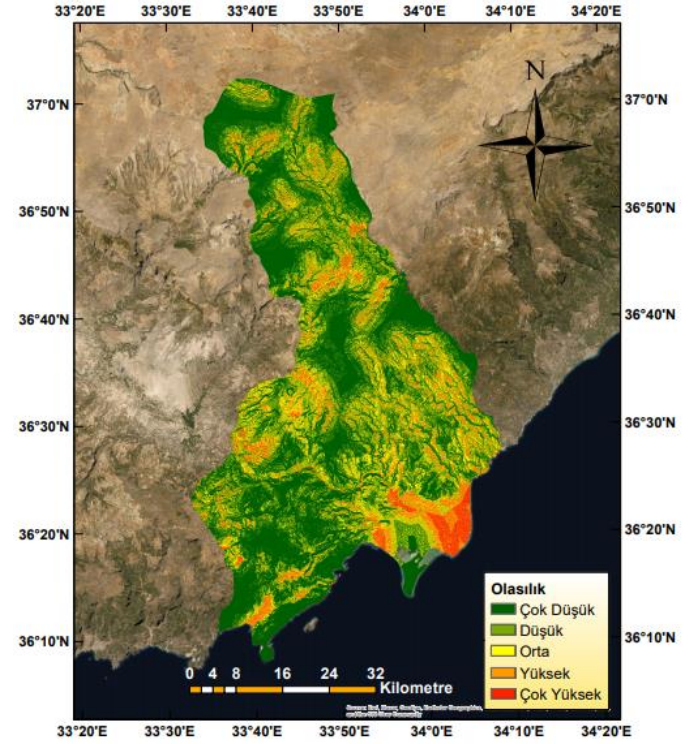 33°20'E 33°30'E 33°40'E 33°50'E 34°0'E 34°10'E 34°20'E
N
37°0'N 37°0'N
36°50'N 36°50'N
36°40'N 36°40'N
36°30'N 36°30'N
36°20'N 36°20'N
36°10'N 36°10'N
Olasılık
Çok Düşük
Düşük
Orta
Yüksek
Çok Yüksek
0 4 8 16 24 32
Kilometre
33°20'E 33°30'E 33°40'E 33°50'E 34°0'E 34°10'E 34°20'E